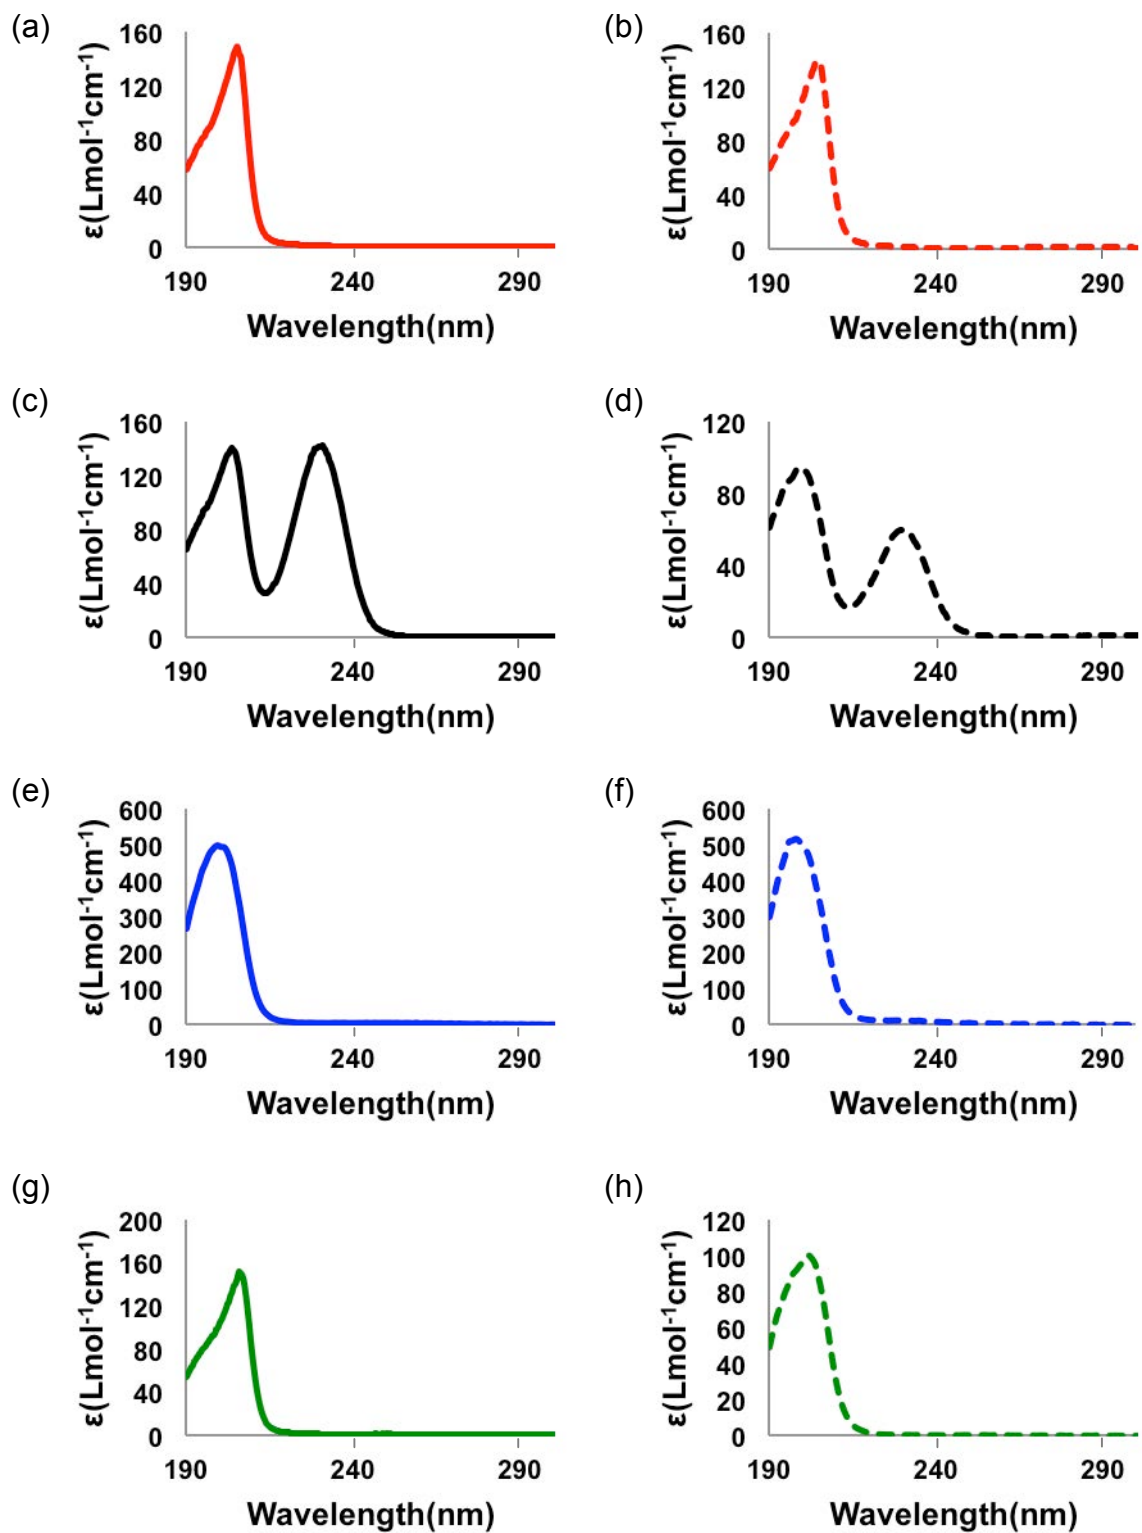 (a)
160
120
80
40
0
ε(Lmol-1cm-1)
190 240 290
Wavelength(nm)
(b)
160
120
80
40
0
ε(Lmol-1cm-1)
190 240 290
Wavelength(nm)
(c)
160
120
80
40
0
ε(Lmol-1cm-1)
190 240 290
Wavelength(nm)
(d)
120
80
40
0
ε(Lmol-1cm-1)
190 240 290
Wavelength(nm)
(e)
600
500
400
300
200
100
0
ε(Lmol-1cm-1)
190 240 290
Wavelength(nm)
(f)
600
500
400
300
200
100
0
ε(Lmol-1cm-1)
190 240 290
Wavelength(nm)
(g)
200
160
120
80
40
0
ε(Lmol-1cm-1)
190 240 290
Wavelength(nm)
(h)
120
100
80
60
40
20
0
ε(Lmol-1cm-1)
190 240 290
Wavelength(nm)